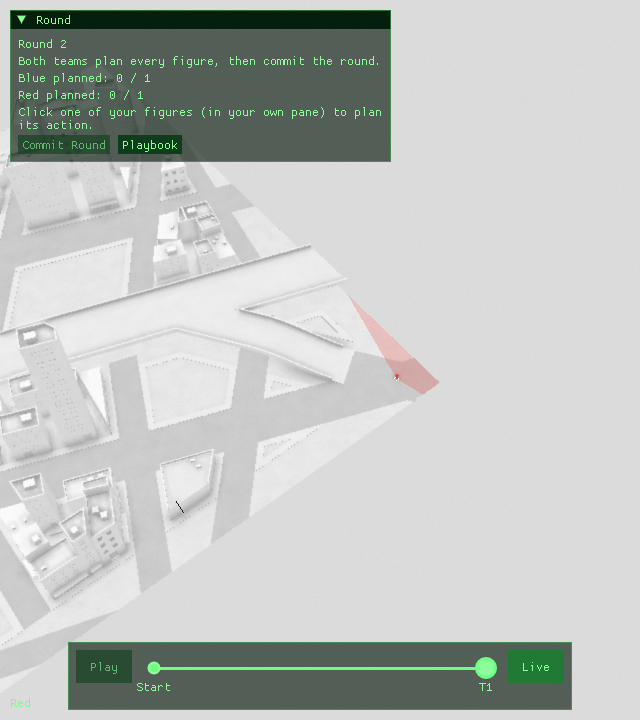 Round
Round 2
Both teams plan every figure, then commit the round.
Blue planned: 0 / 1
Red planned: 0 / 1
Click one of your figures (in your own pane) to plan
its action.
Commit Round Playbook
Play
Live
Start
T1
Red